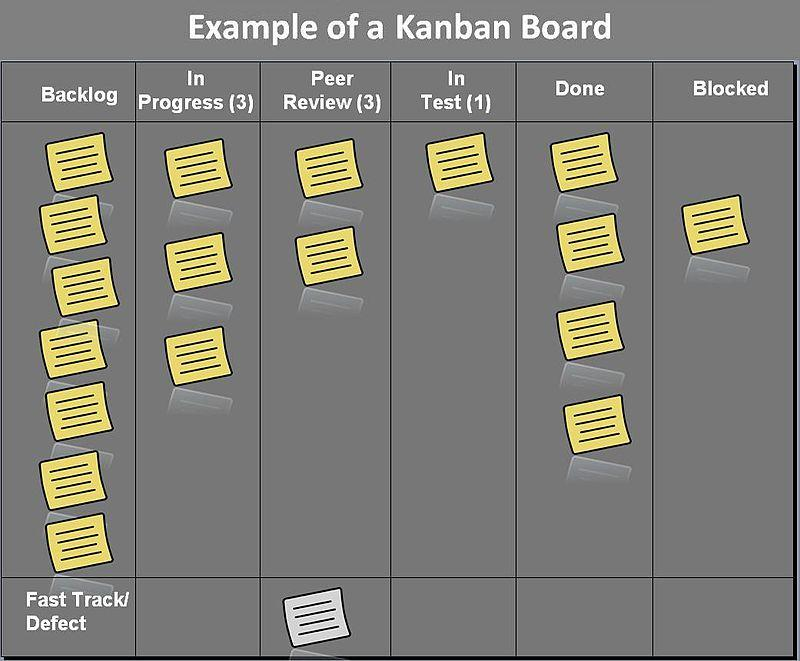 Example of a Kanban Board
Backlog
In
Progress (3)
Peer
Review (3)
In
Test (1)
Done
Blocked
Fast Track/
Defect